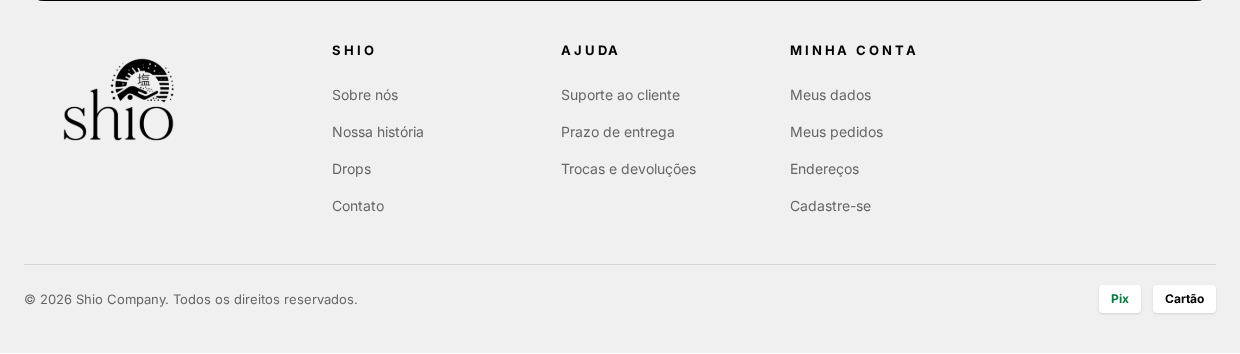 塩
shio
SHIO
Sobre nós
Nossa história
Drops
Contato
AJUDA
Suporte ao cliente
Prazo de entrega
Trocas e devoluções
MINHA CONTA
Meus dados
Meus pedidos
Endereços
Cadastre-se
© 2026 Shio Company. Todos os direitos reservados.
Pix
Cartão